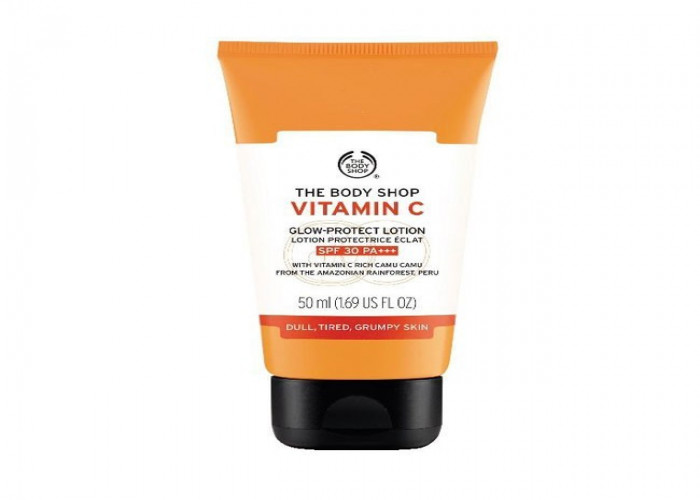 THE
BODY
SHOP
®
THE BODY SHOP
VITAMIN C
GLOW-PROTECT LOTION
LOTION PROTECTRICE ÉCLAT
SPF 30 PA+++
WITH VITAMIN C RICH CAMU CAMU
FROM THE AMAZONIAN RAINFOREST, PERU
50 ml (1.69 US FL OZ)
DULL, TIRED, GRUMPY SKIN